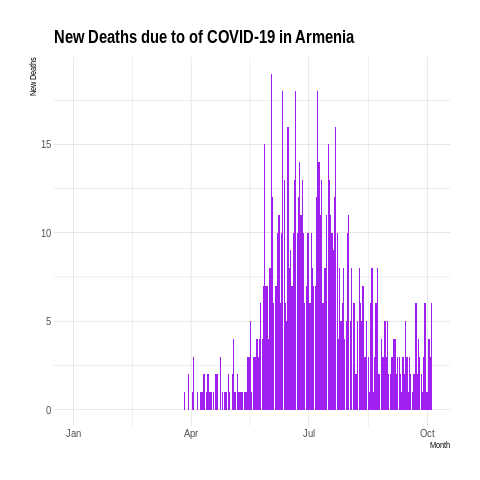 New Deaths due to of COVID-19 in Armenia
New Deaths
15
10
5
0
Jan Apr Jul Oct
Month